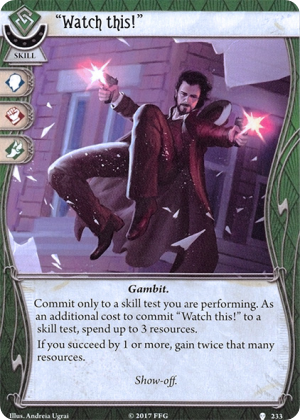 "Watch this!"
SKILL
Gambit.
Commit only to a skill test you are performing. As
an additional cost to commit "Watch this!" to a
skill test, spend up to 3 resources.
If you succeed by 1 or more, gain twice that many
resources.
Show-off.
Illus. Andreia Ugrai
© 2017 FFG
233